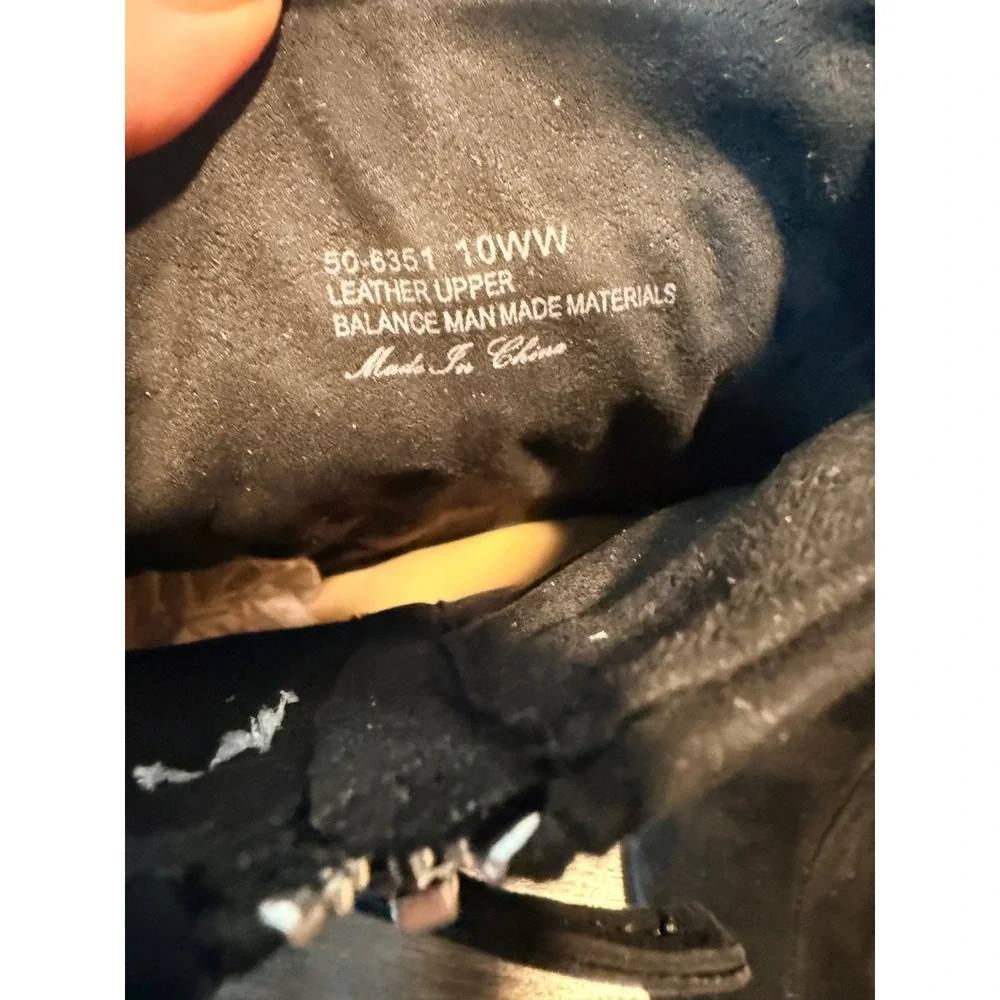 50-6351 10WW
LEATHER UPPER
BALANCE MAN MADE MATERIALS
Made In China